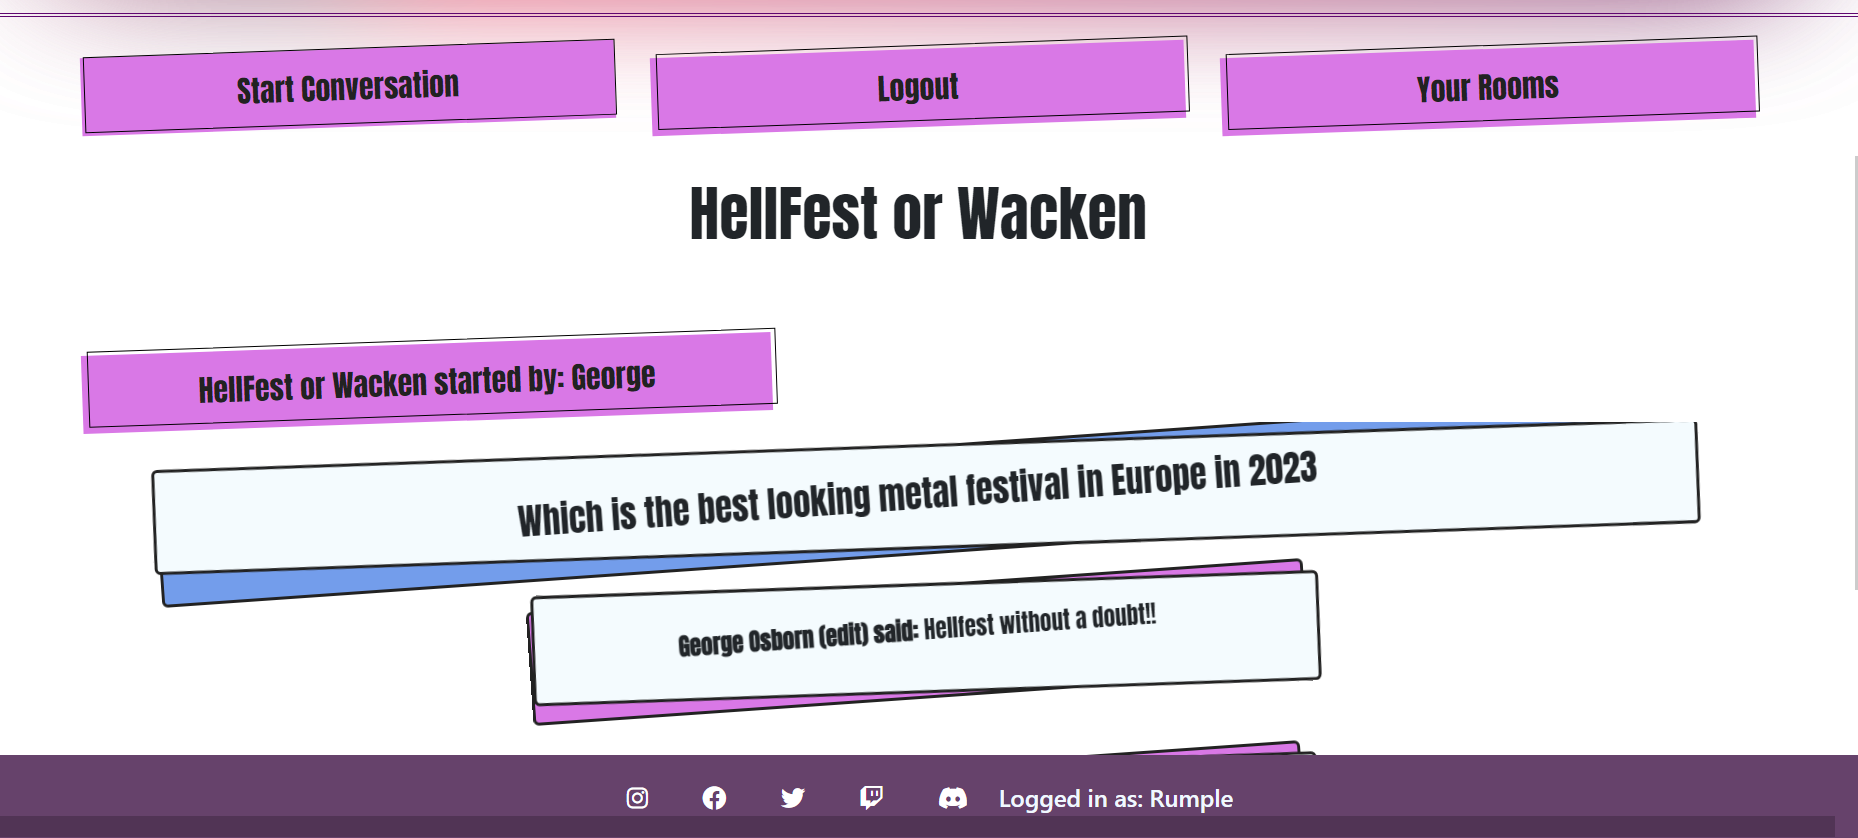 Start Conversation
Logout
Your Rooms
HellFest or Wacken
HellFest or Wacken started by: George
Which is the best looking metal festival in Europe in 2023
George Osborn (edit) said: Hellfest without a doubt!!
Logged in as: Rumple